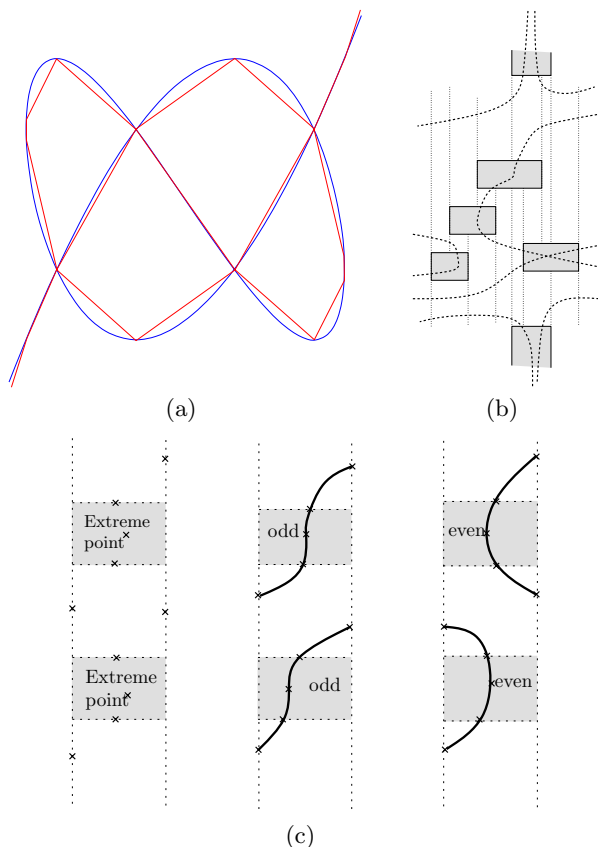 (a)
(b)
Extreme
point
odd
even
Extreme
point
odd
even
(c)